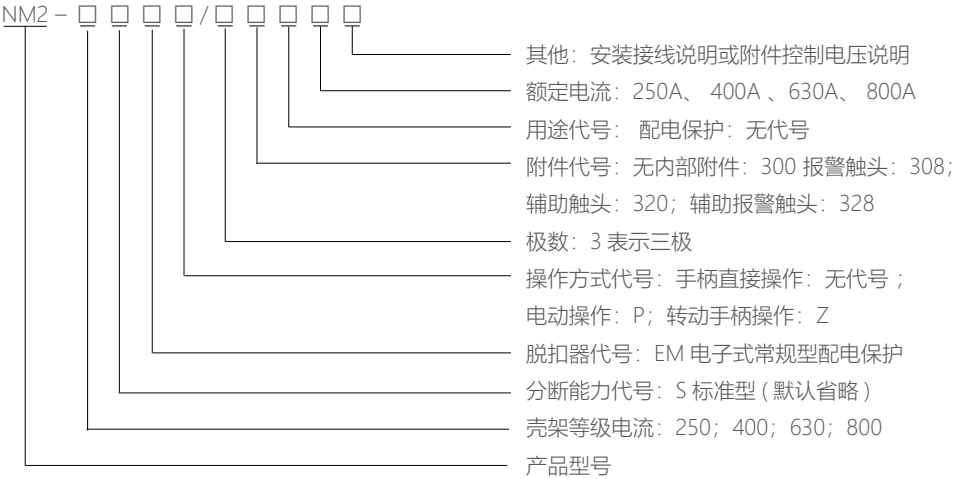 NM2 - □ □ □ □ / □ □ □ □ □
其他：安装接线说明或附件控制电压说明
额定电流：250A、 400A 、630A、 800A
用途代号： 配电保护：无代号
附件代号：无内部附件：300 报警触头：308；
辅助触头：320；辅助报警触头：328
极数：3 表示三极
操作方式代号：手柄直接操作：无代号 ；
电动操作：P；转动手柄操作：Z
脱扣器代号：EM 电子式常规型配电保护
分断能力代号：S 标准型 ( 默认省略 )
壳架等级电流：250；400；630；800
产品型号